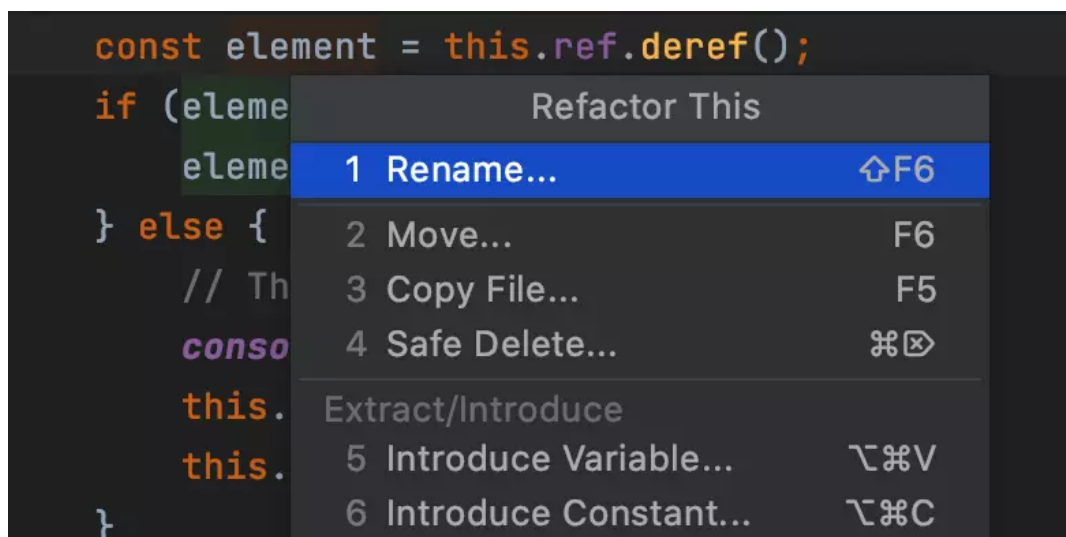 const element = this.ref.deref();
if (eleme
Refactor This
eleme
1 Rename... ⇧F6
} else {
2 Move... F6
// Th
3 Copy File... F5
conso
4 Safe Delete... ⌘⌦
this.
Extract/Introduce
this.
5 Introduce Variable... ⌥⌘V
}
6 Introduce Constant... ⌥⌘C